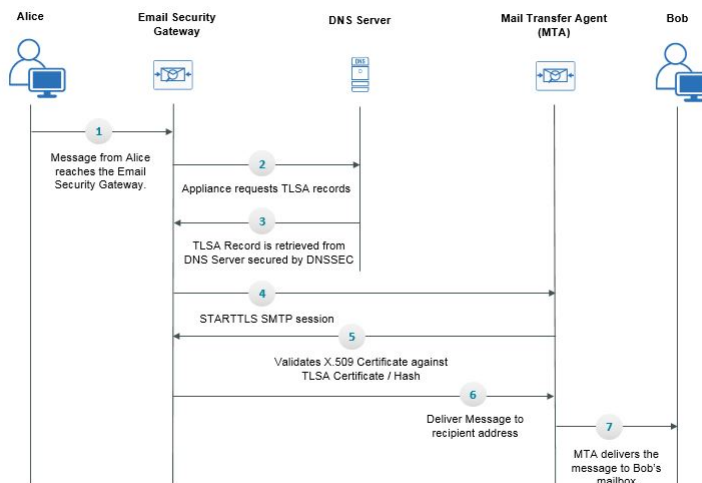 Alice
Email Security
Gateway
DNS Server
Mail Transfer Agent
(MTA)
Bob
DNS
1
Message from Alice
reaches the Email
Security Gateway.
2
Appliance requests TLSA records
3
TLSA Record is retrieved from
DNS Server secured by DNSSEC
4
STARTTLS SMTP session
5
Validates X.509 Certificate against
TLSA Certificate / Hash
6
Deliver Message to
recipient address
7
MTA delivers the
message to Bob's
mailbox